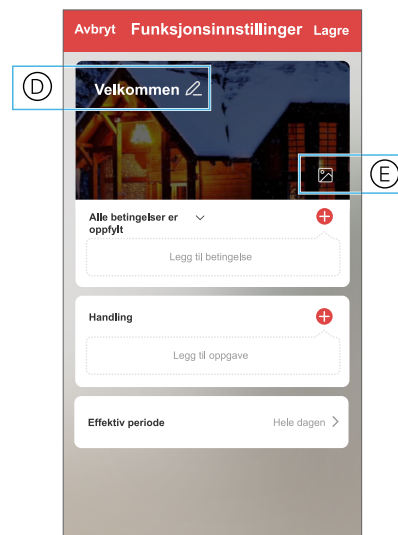 Avbryt Funksjonsinnstillinger Lagre
D
Velkommen
E
Alle betingelser er
oppfylt
Legg til betingelse
Handling
Legg til oppgave
Effektiv periode Hele dagen